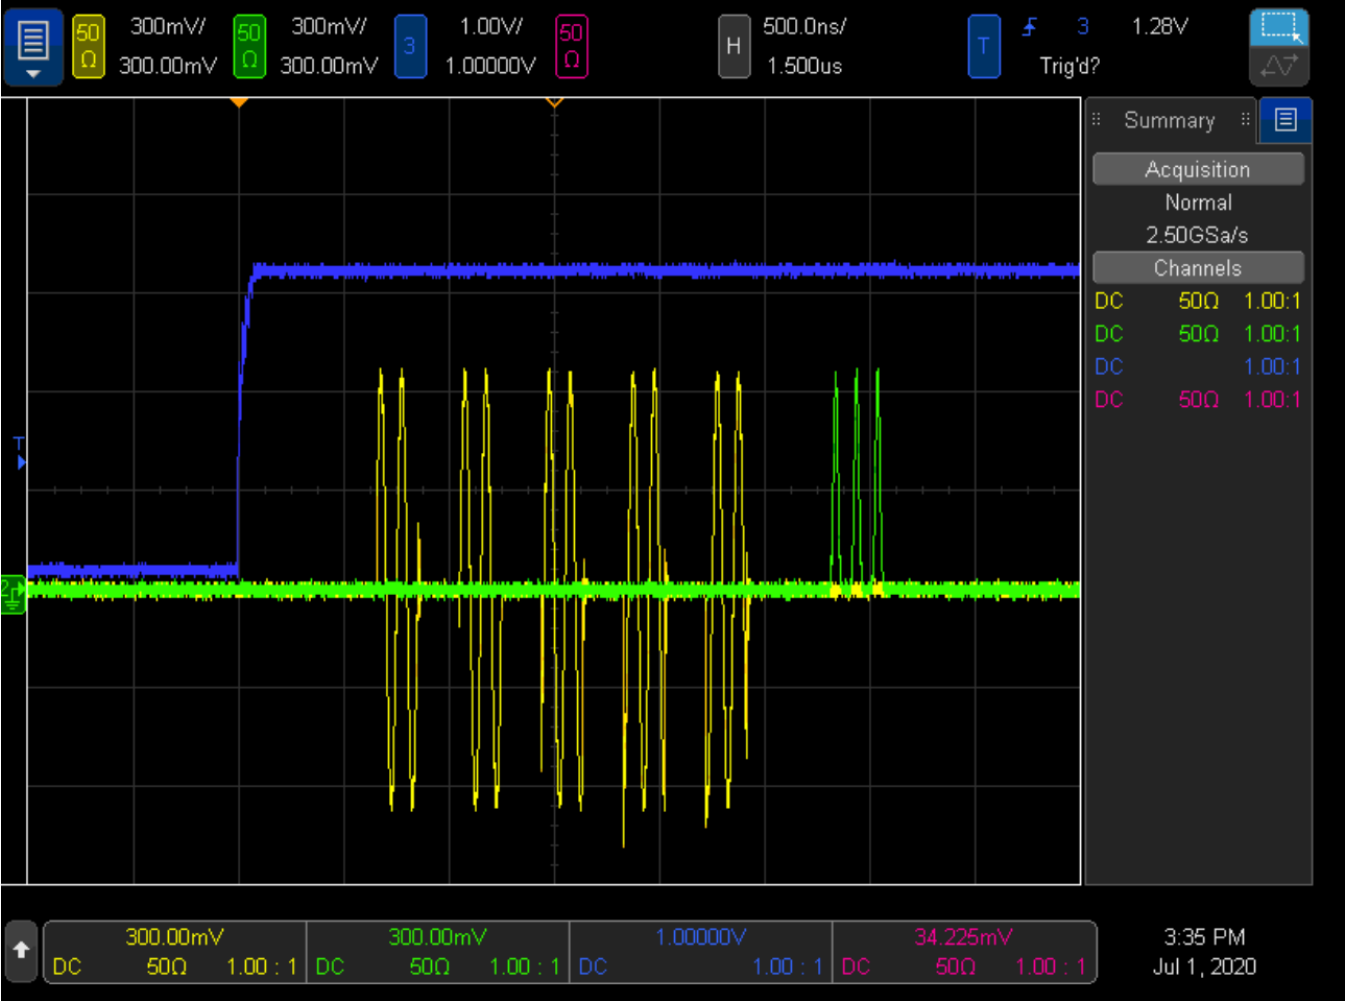 50 Ω 300mV/ 300.00mV 50 Ω 300mV/ 300.00mV 3 1.00V/ 1.00000V 50 Ω H 500.0ns/ 1.500us T 3 1.28V Trig'd?
Summary
Acquisition
Normal
2.50GSa/s
Channels
DC 50Ω 1.00:1
DC 50Ω 1.00:1
DC 1.00:1
DC 50Ω 1.00:1
T
2
300.00mV 300.00mV 1.00000V 34.225mV 3:35 PM
DC 50Ω 1.00 : 1 DC 50Ω 1.00 : 1 DC 1.00 : 1 DC 50Ω 1.00 : 1 Jul 1, 2020